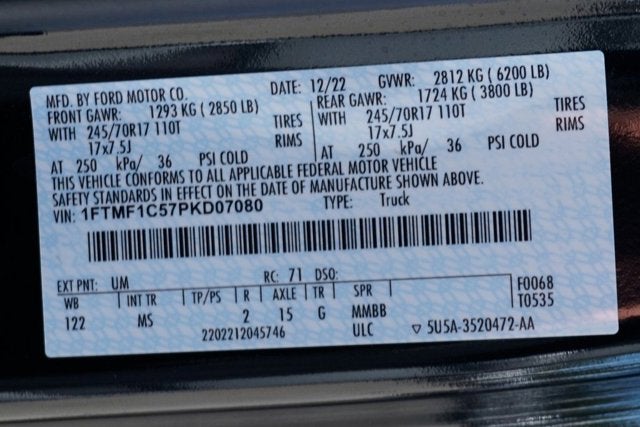 MFD. BY FORD MOTOR CO. DATE: 12/22 GVWR: 2812 KG ( 6200 LB)
FRONT GAWR: 1293 KG ( 2850 LB) REAR GAWR: 1724 KG ( 3800 LB)
WITH 245/70R17 110T TIRES WITH 245/70R17 110T TIRES
17x7.5J RIMS 17x7.5J RIMS
AT 250 kPa/ 36 PSI COLD AT 250 kPa/ 36 PSI COLD
THIS VEHICLE CONFORMS TO ALL APPLICABLE FEDERAL MOTOR VEHICLE
SAFETY STANDARDS IN EFFECT ON THE DATE OF MANUFACTURE SHOWN ABOVE.
VIN: 1FTMF1C57PKD07080 TYPE: Truck
EXT PNT: UM RC: 71 DSO:
WB INT TR TP/PS R AXLE TR SPR F0068
122 MS 2 15 G MMBB T0535
2202212045746 ULC ▽ 5U5A-3520472-AA